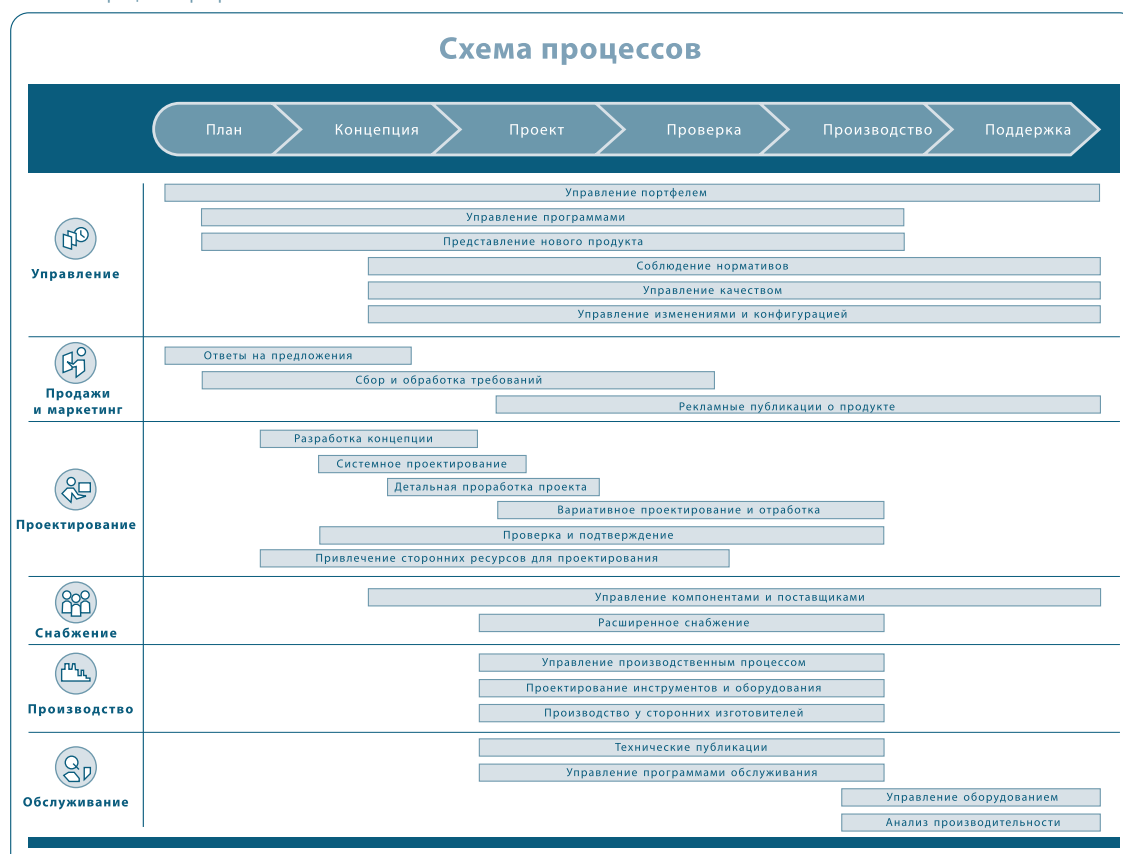 Схема процессов
План
Концепция
Проект
Проверка
Производство
Поддержка
Управление
Управление портфелем
Управление программами
Представление нового продукта
Соблюдение нормативов
Управление качеством
Управление изменениями и конфигурацией
Продажи
и маркетинг
Ответы на предложения
Сбор и обработка требований
Рекламные публикации о продукте
Проектирование
Разработка концепции
Системное проектирование
Детальная проработка проекта
Вариативное проектирование и отработка
Проверка и подтверждение
Привлечение сторонних ресурсов для проектирования
Снабжение
Управление компонентами и поставщиками
Расширенное снабжение
Производство
Управление производственным процессом
Проектирование инструментов и оборудования
Производство у сторонних изготовителей
Обслуживание
Технические публикации
Управление программами обслуживания
Управление оборудованием
Анализ производительности